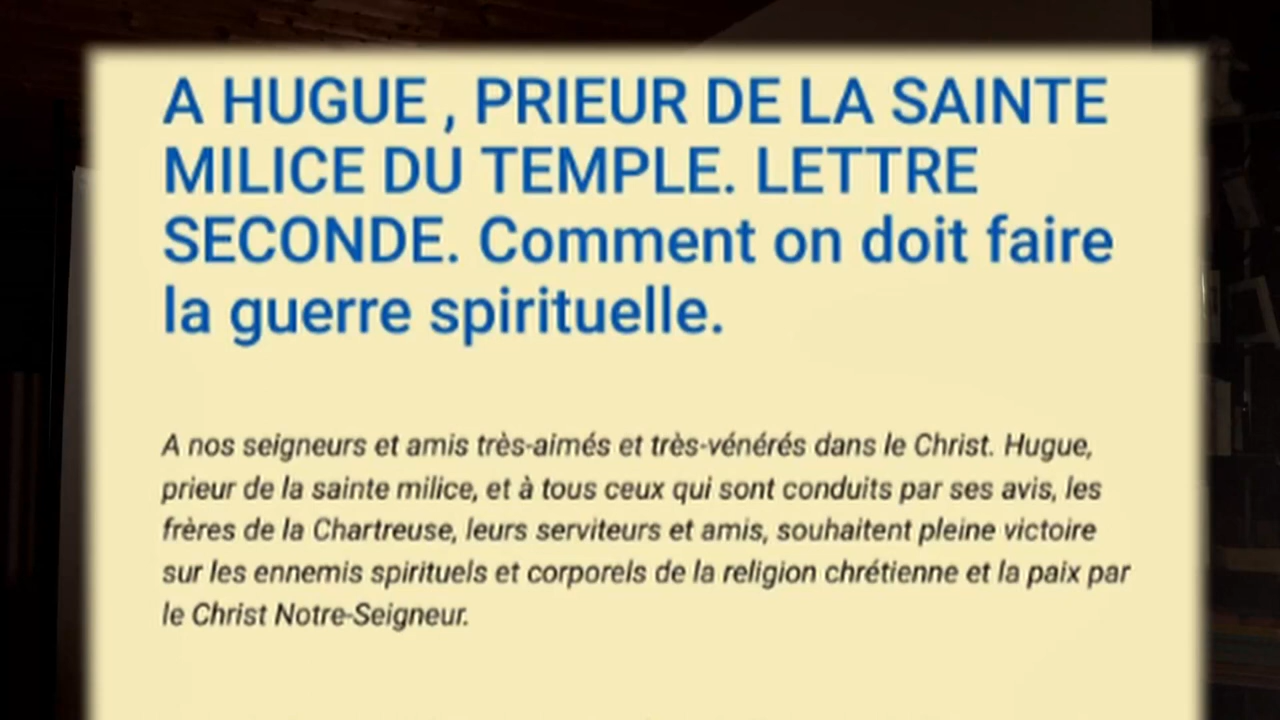 A HUGUE , PRIEUR DE LA SAINTE
MILICE DU TEMPLE. LETTRE
SECONDE. Comment on doit faire
la guerre spirituelle.
A nos seigneurs et amis très-aimés et très-vénérés dans le Christ. Hugue,
prieur de la sainte milice, et à tous ceux qui sont conduits par ses avis, les
frères de la Chartreuse, leurs serviteurs et amis, souhaitent pleine victoire
sur les ennemis spirituels et corporels de la religion chrétienne et la paix par
le Christ Notre-Seigneur.